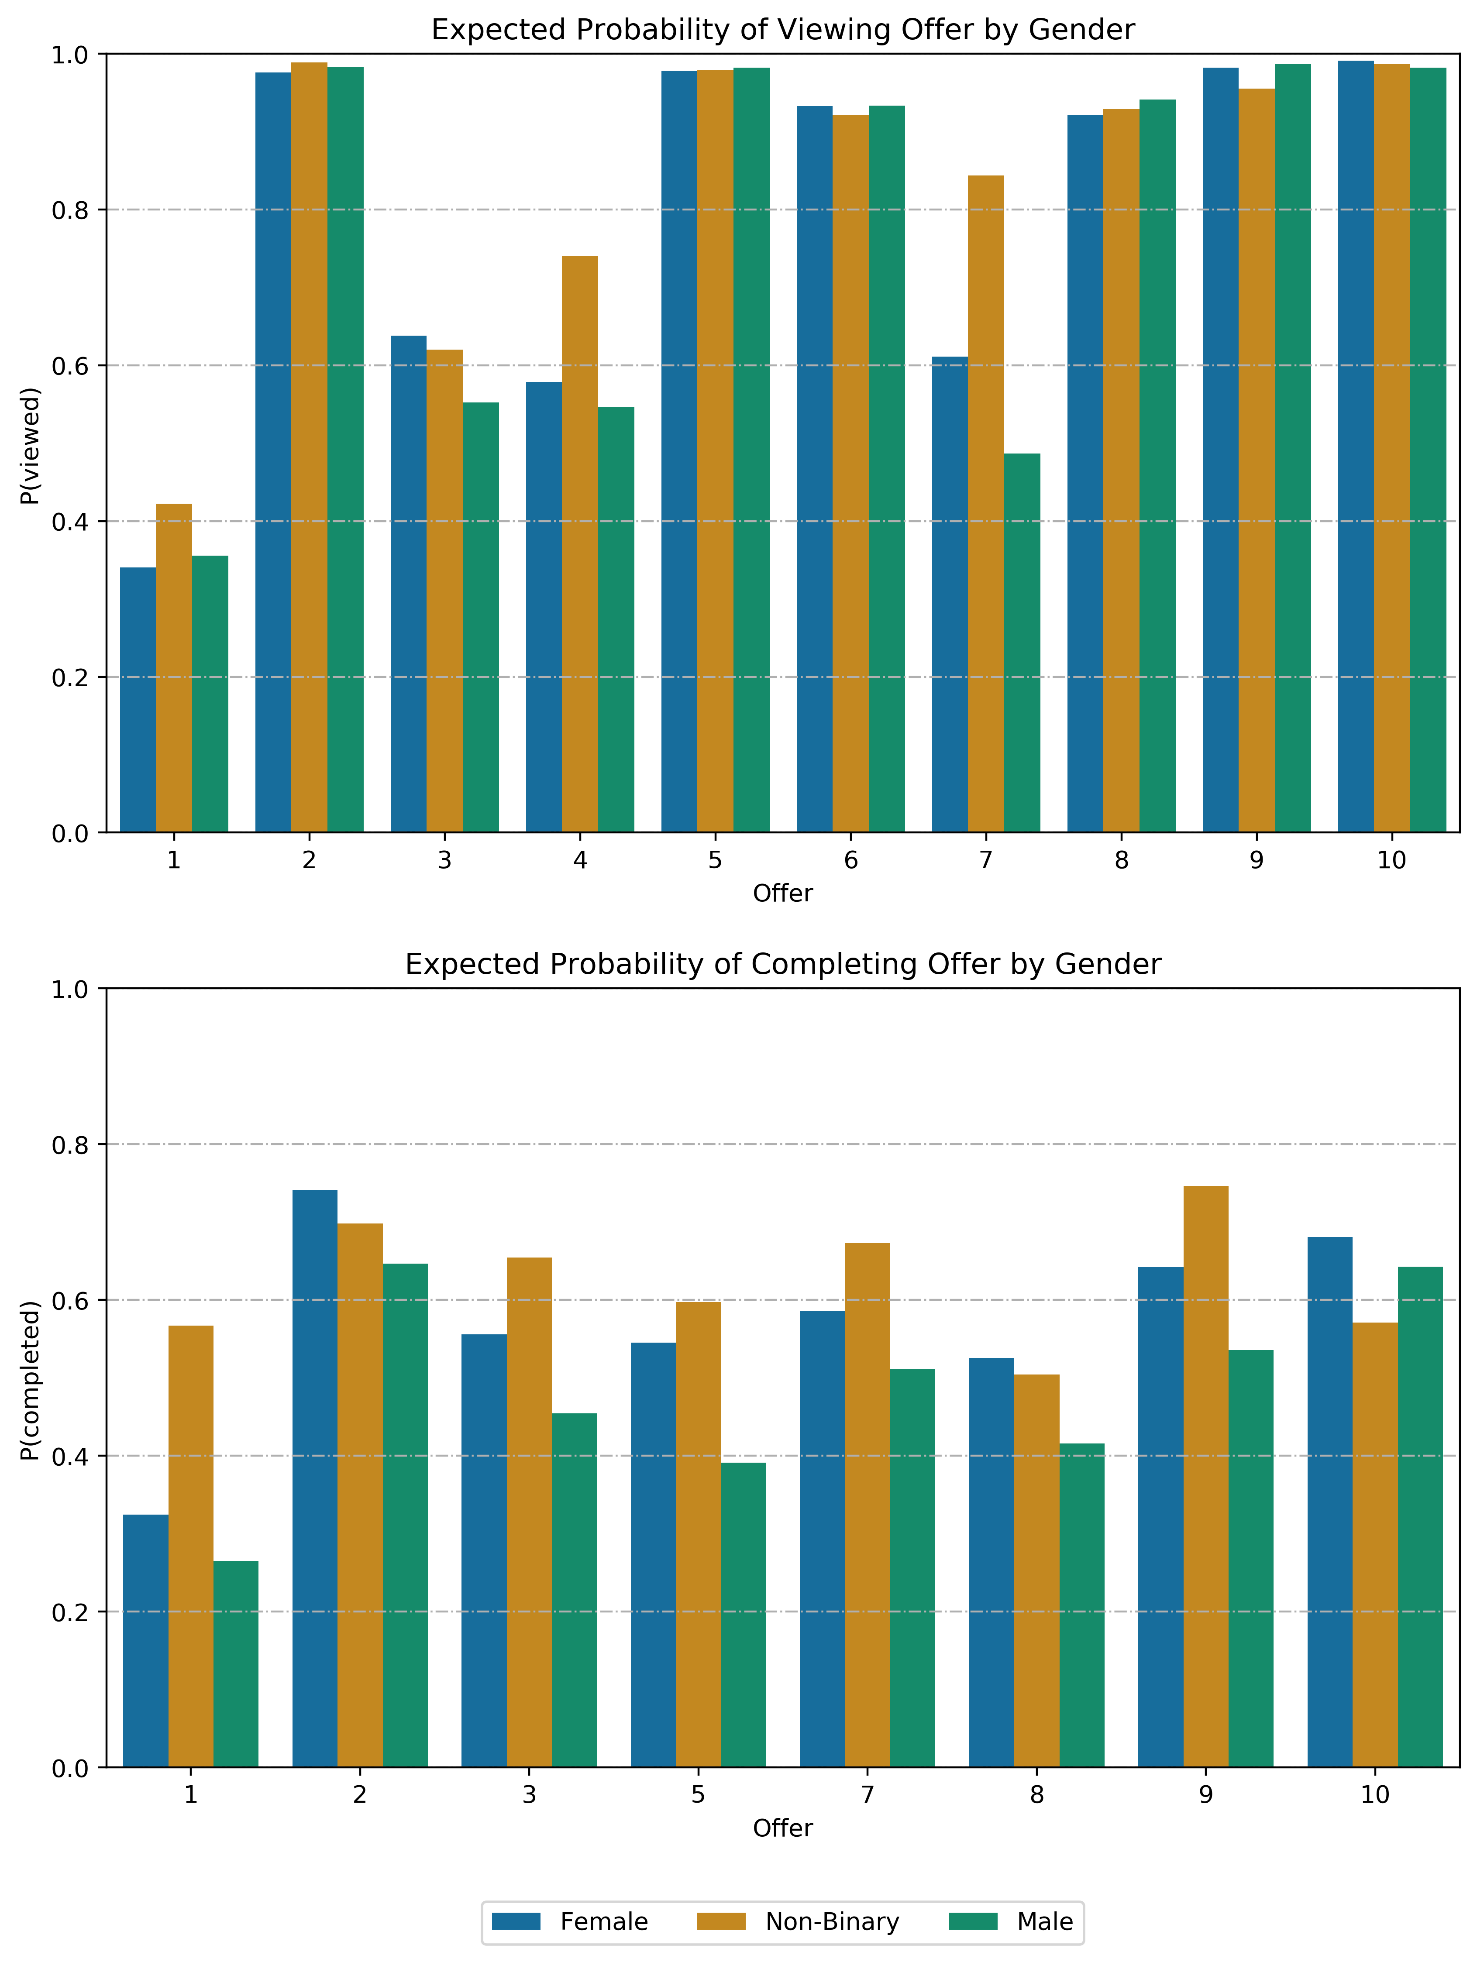 Expected Probability of Viewing Offer by Gender
1.0
0.8
0.6
0.4
0.2
0.0
P(viewed)
1 2 3 4 5 6 7 8 9 10
Offer
Expected Probability of Completing Offer by Gender
1.0
0.8
0.6
0.4
0.2
0.0
P(completed)
1 2 3 5 7 8 9 10
Offer
Female Non-Binary Male